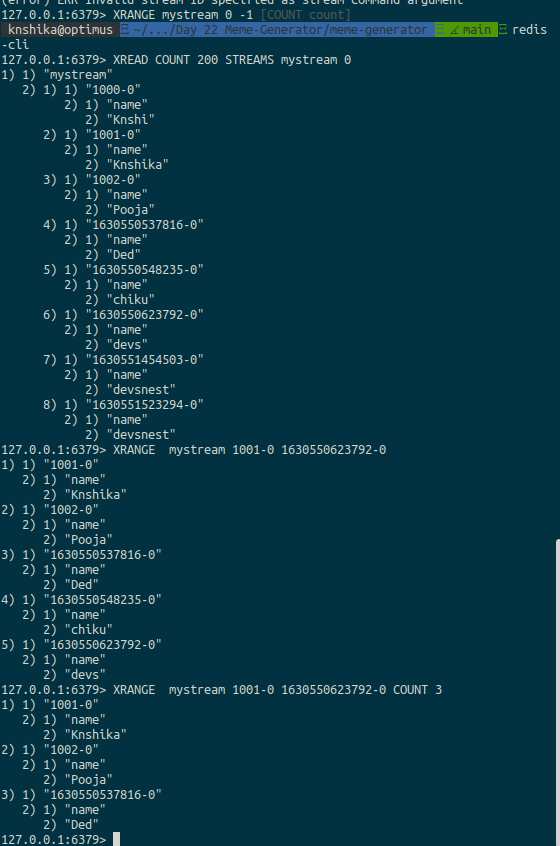 (error) ERR Invalid stream ID specified as stream command argument
127.0.0.1:6379> XRANGE mystream 0 -1 [COUNT count]
knshika@optimus ~/.../Day 22 Meme-Generator/meme-generator main redis
-cli
127.0.0.1:6379> XREAD COUNT 200 STREAMS mystream 0
1) 1) "mystream"
   2) 1) 1) "1000-0"
         2) 1) "name"
            2) "Knshi"
      2) 1) "1001-0"
         2) 1) "name"
            2) "Knshika"
      3) 1) "1002-0"
         2) 1) "name"
            2) "Pooja"
      4) 1) "1630550537816-0"
         2) 1) "name"
            2) "Ded"
      5) 1) "1630550548235-0"
         2) 1) "name"
            2) "chiku"
      6) 1) "1630550623792-0"
         2) 1) "name"
            2) "devs"
      7) 1) "1630551454503-0"
         2) 1) "name"
            2) "devsnest"
      8) 1) "1630551523294-0"
         2) 1) "name"
            2) "devsnest"
127.0.0.1:6379> XRANGE  mystream 1001-0 1630550623792-0
1) 1) "1001-0"
   2) 1) "name"
      2) "Knshika"
2) 1) "1002-0"
   2) 1) "name"
      2) "Pooja"
3) 1) "1630550537816-0"
   2) 1) "name"
      2) "Ded"
4) 1) "1630550548235-0"
   2) 1) "name"
      2) "chiku"
5) 1) "1630550623792-0"
   2) 1) "name"
      2) "devs"
127.0.0.1:6379> XRANGE  mystream 1001-0 1630550623792-0 COUNT 3
1) 1) "1001-0"
   2) 1) "name"
      2) "Knshika"
2) 1) "1002-0"
   2) 1) "name"
      2) "Pooja"
3) 1) "1630550537816-0"
   2) 1) "name"
      2) "Ded"
127.0.0.1:6379>